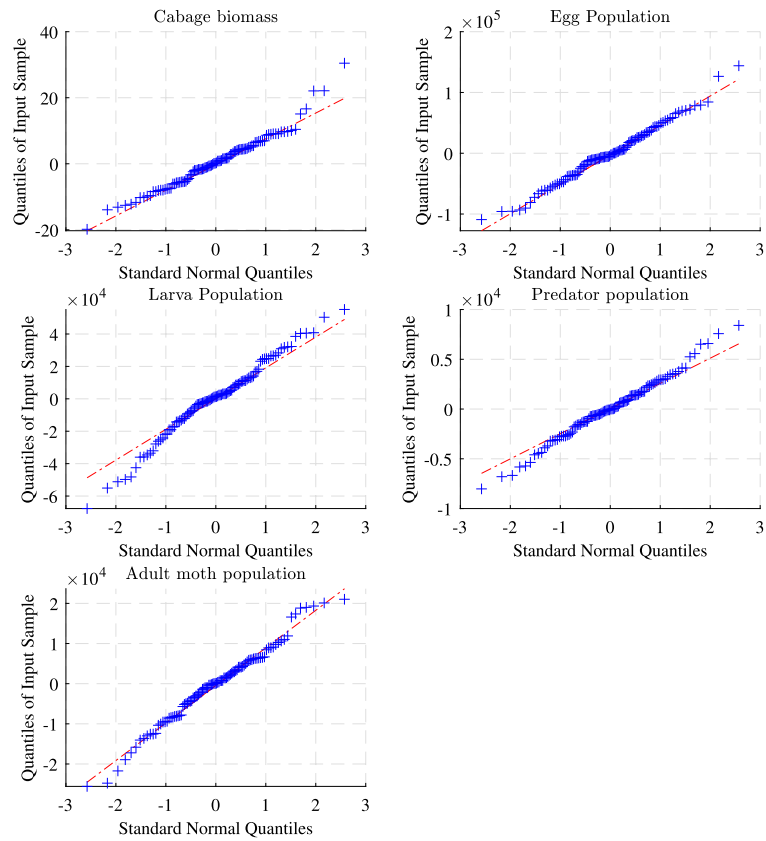 Cabage biomass
40
20
0
-20
-3 -2 -1 0 1 2 3
Standard Normal Quantiles
Quantiles of Input Sample
Egg Population
×10^5
2
1
0
-1
-3 -2 -1 0 1 2 3
Standard Normal Quantiles
Quantiles of Input Sample
Larva Population
×10^4
4
2
0
-2
-4
-6
-3 -2 -1 0 1 2 3
Standard Normal Quantiles
Quantiles of Input Sample
Predator population
×10^4
1
0.5
0
-0.5
-1
-3 -2 -1 0 1 2 3
Standard Normal Quantiles
Quantiles of Input Sample
Adult moth population
×10^4
2
1
0
-1
-2
-3 -2 -1 0 1 2 3
Standard Normal Quantiles
Quantiles of Input Sample